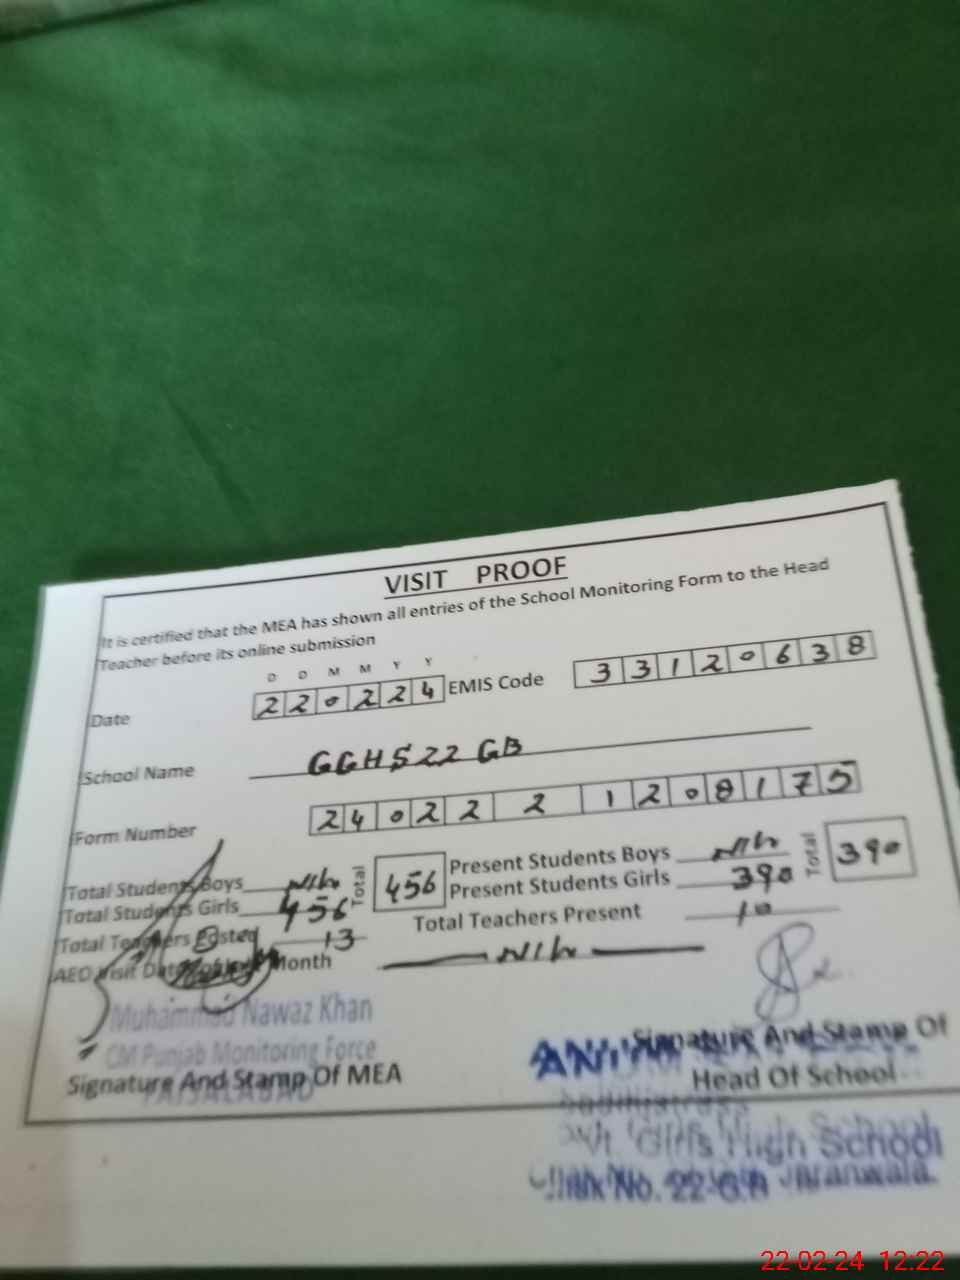 VISIT PROOF
It is certified that the MEA has shown all entries of the School Monitoring Form to the Head
Teacher before its online submission
D D M M Y Y
Date 2 2 0 2 2 4 EMIS Code 3 3 1 2 0 6 3 8
School Name GGHS 22 GB
Form Number 2 4 0 2 2 2 1 2 0 8 1 7 5
Total Students Boys Nil Total 456 Present Students Boys Nil Total 390
Total Students Girls 456 Present Students Girls 390
Total Teachers Posted 13 Total Teachers Present 10
AEO Visit Date Month Nil
Muhammad Nawaz Khan
CM Punjab Monitoring Force
FAISALABAD
Signature And Stamp Of MEA
Signature And Stamp Of
Head Of School
Girls High School
Chak No. 22 G.B Jaranwala.
22-02-24 12:22